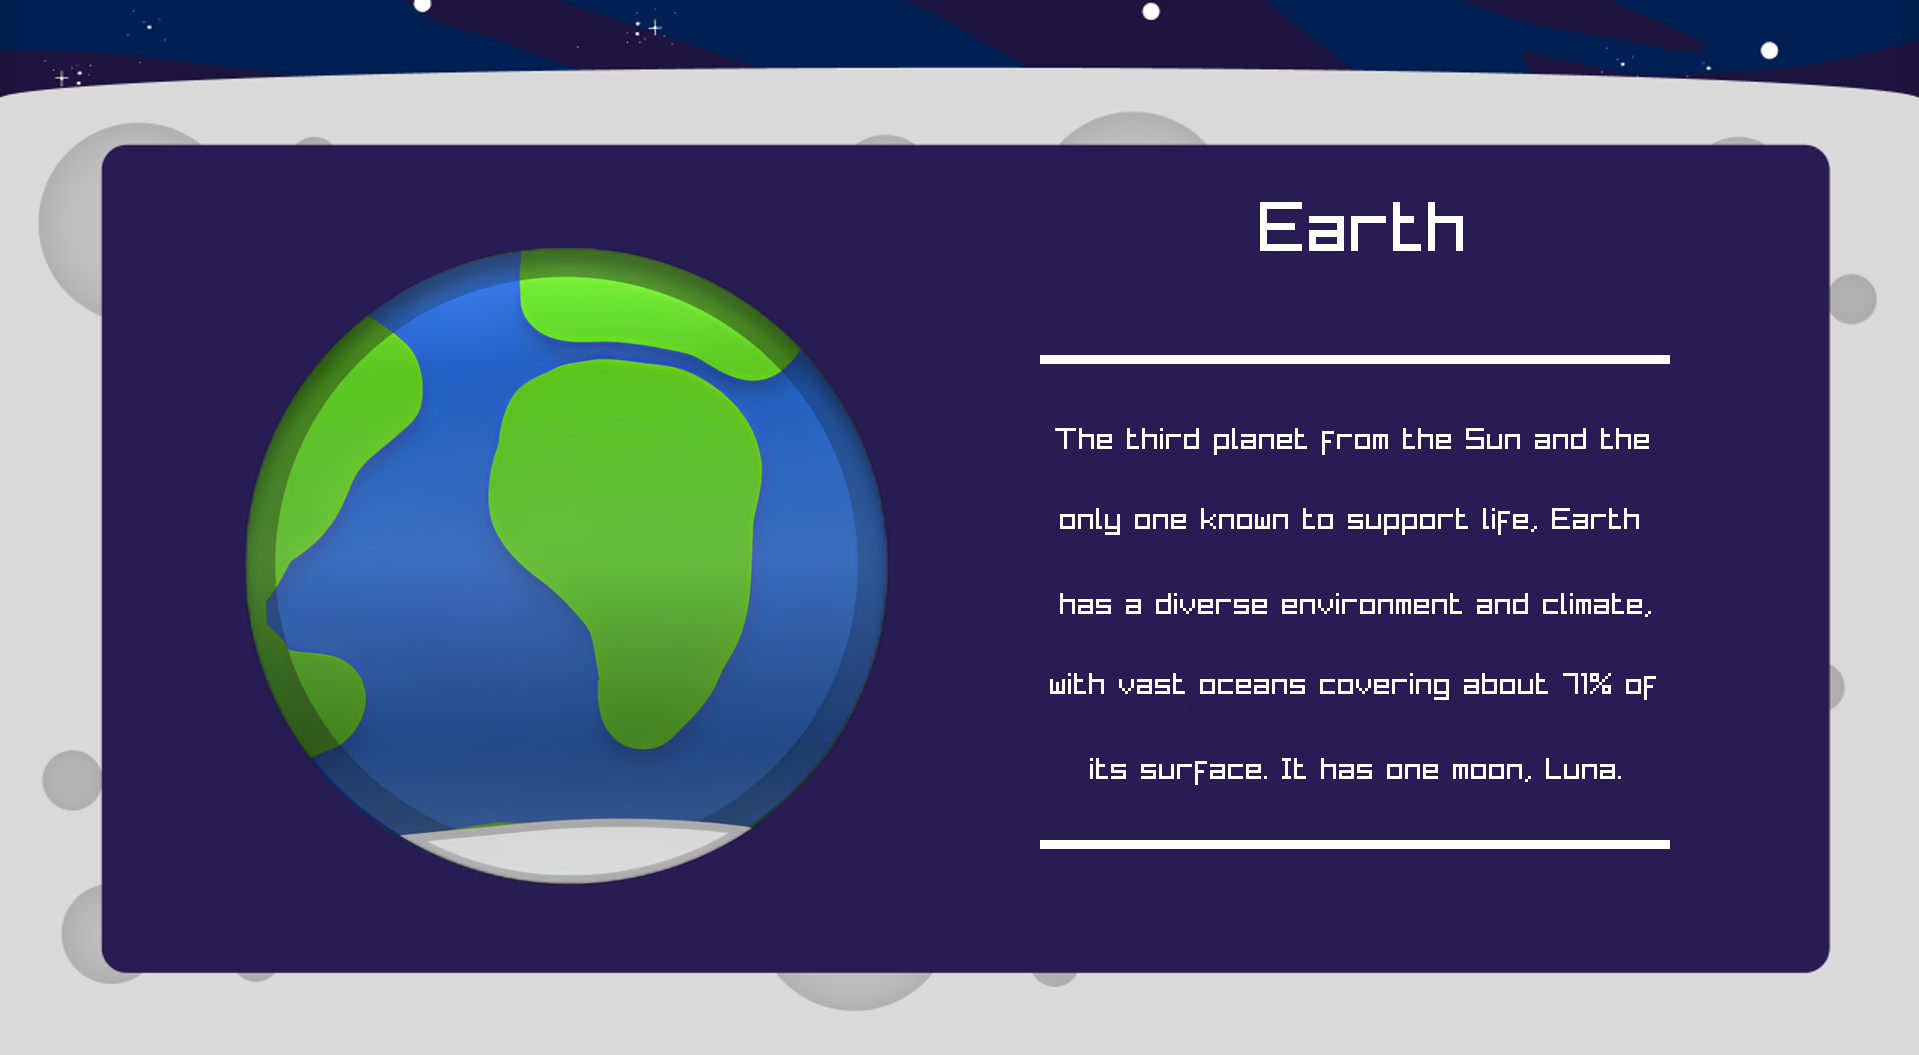 Earth
The third planet from the Sun and the
only one known to support life, Earth
has a diverse environment and climate,
with vast oceans covering about 71% of
its surface. It has one moon, Luna.